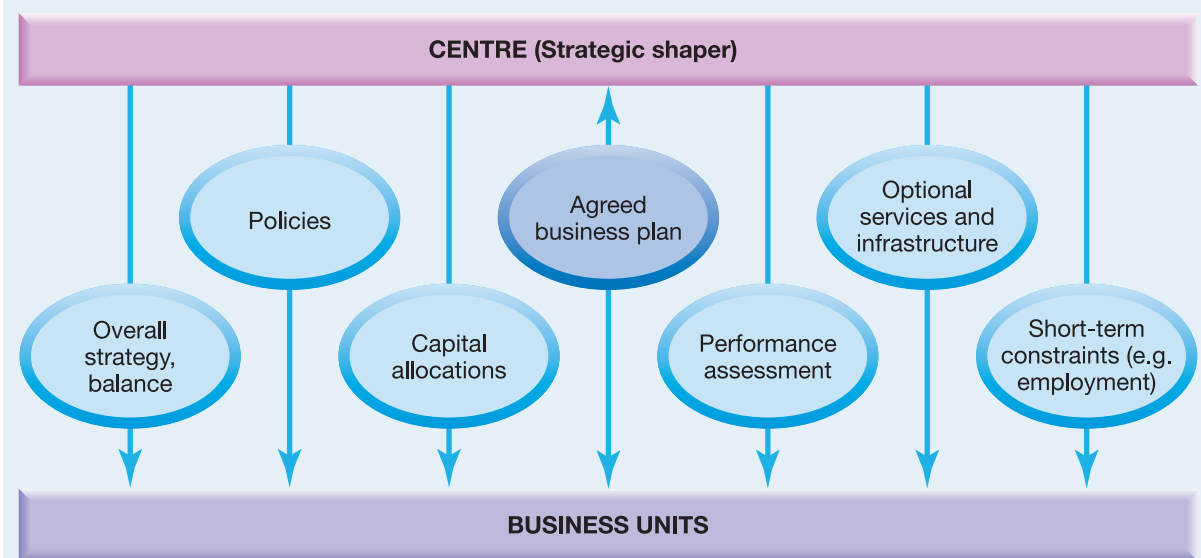 CENTRE (Strategic shaper)
Policies
Agreed
business plan
Optional
services and
infrastructure
Overall
strategy,
balance
Capital
allocations
Performance
assessment
Short-term
constraints (e.g.
employment)
BUSINESS UNITS